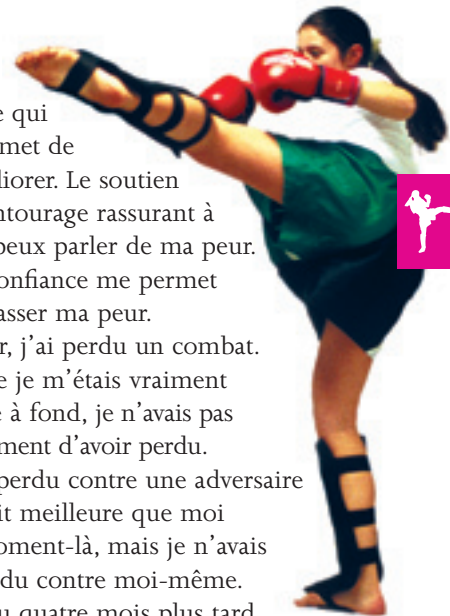 e qui
met de
liorer. Le soutien
ntourage rassurant à
peux parler de ma peur.
onfiance me permet
asser ma peur.
r, j'ai perdu un combat.
e je m'étais vraiment
e à fond, je n'avais pas
ment d'avoir perdu.
perdu contre une adversaire
it meilleure que moi
oment-là, mais je n'avais
du contre moi-même.
u quatre mois plus tard